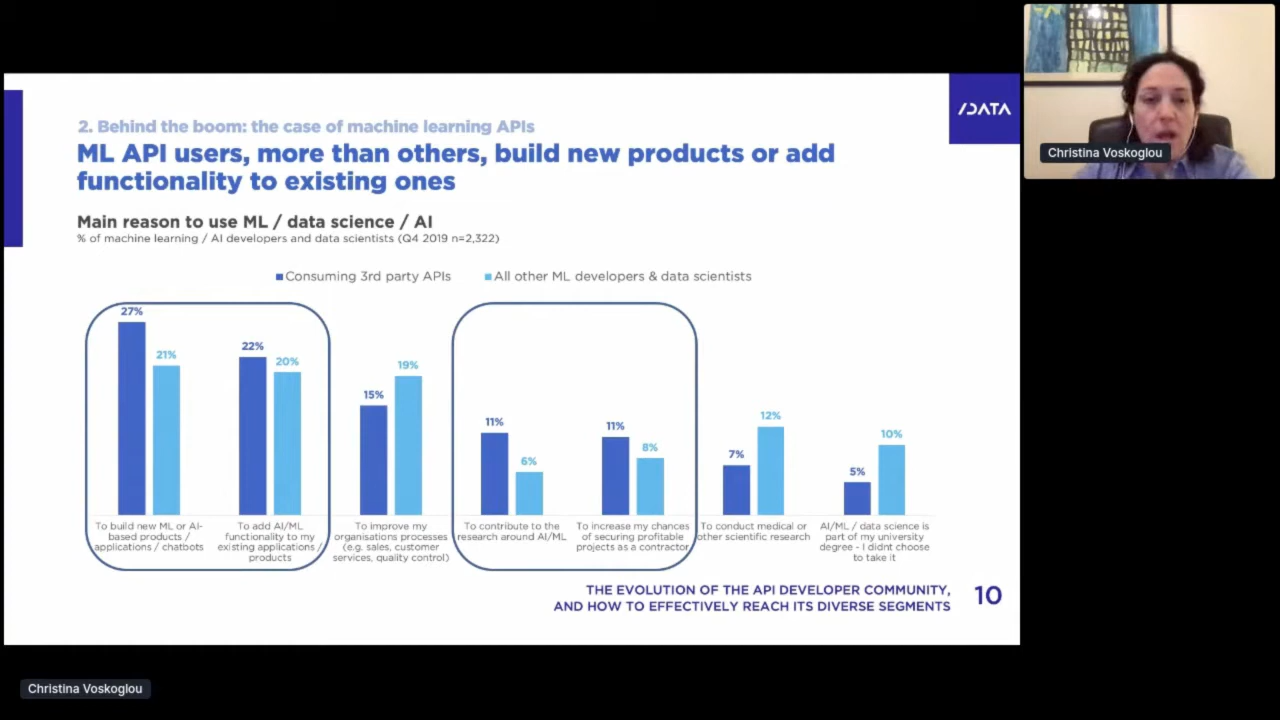 2. Behind the boom: the case of machine learning APIs
ML API users, more than others, build new products or add
functionality to existing ones
/DATA
Christina Voskoglou
Main reason to use ML / data science / AI
% of machine learning / AI developers and data scientists (Q4 2019 n=2,322)
Consuming 3rd party APIs
All other ML developers & data scientists
27%
21%
22%
20%
15%
19%
11%
6%
11%
8%
7%
12%
5%
10%
To build new ML or AI-
based products /
applications / chatbots
To add AI/ML
functionality to my
existing applications /
products
To improve my
organisations processes
(e.g. sales, customer
services, quality control)
To contribute to the
research around AI/ML
To increase my chances
of securing profitable
projects as a contractor
To conduct medical or
other scientific research
AI/ML / data science is
part of my university
degree - I didnt choose
to take it
THE EVOLUTION OF THE API DEVELOPER COMMUNITY,
AND HOW TO EFFECTIVELY REACH ITS DIVERSE SEGMENTS
10
Christina Voskoglou